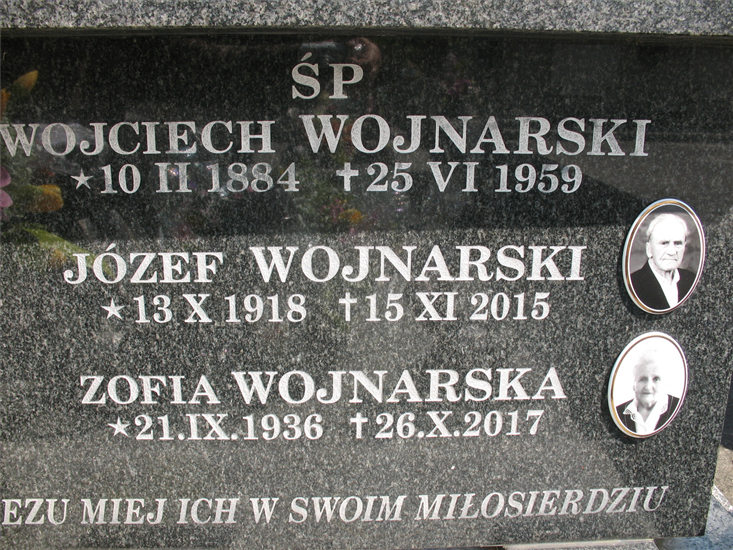 ŚP
WOJCIECH WOJNARSKI
★10 II 1884 ✝25 VI 1959
JÓZEF WOJNARSKI
★13 X 1918 ✝15 XI 2015
ZOFIA WOJNARSKA
★21.IX.1936 ✝26.X.2017
EZU MIEJ ICH W SWOIM MIŁOSIERDZIU